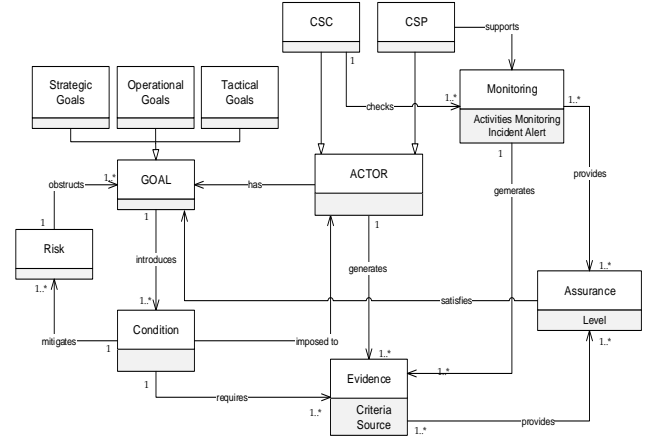 CSC
CSP
supports
1
Strategic
Goals
Operational
Goals
Tactical
Goals
Monitoring
Activities Monitoring
Incident Alert
checks
1..*
1..*
1
gemerates
provides
obstructs
1..*
GOAL
1
has
ACTOR
1
1
Risk
1..*
introduces
generates
1..*
Assurance
Level
1..*
satisfies
1..*
Condition
mitigates
1
imposed to
1
requires
1..*
1..*
1..*
Evidence
Criteria
Source
1..*
provides